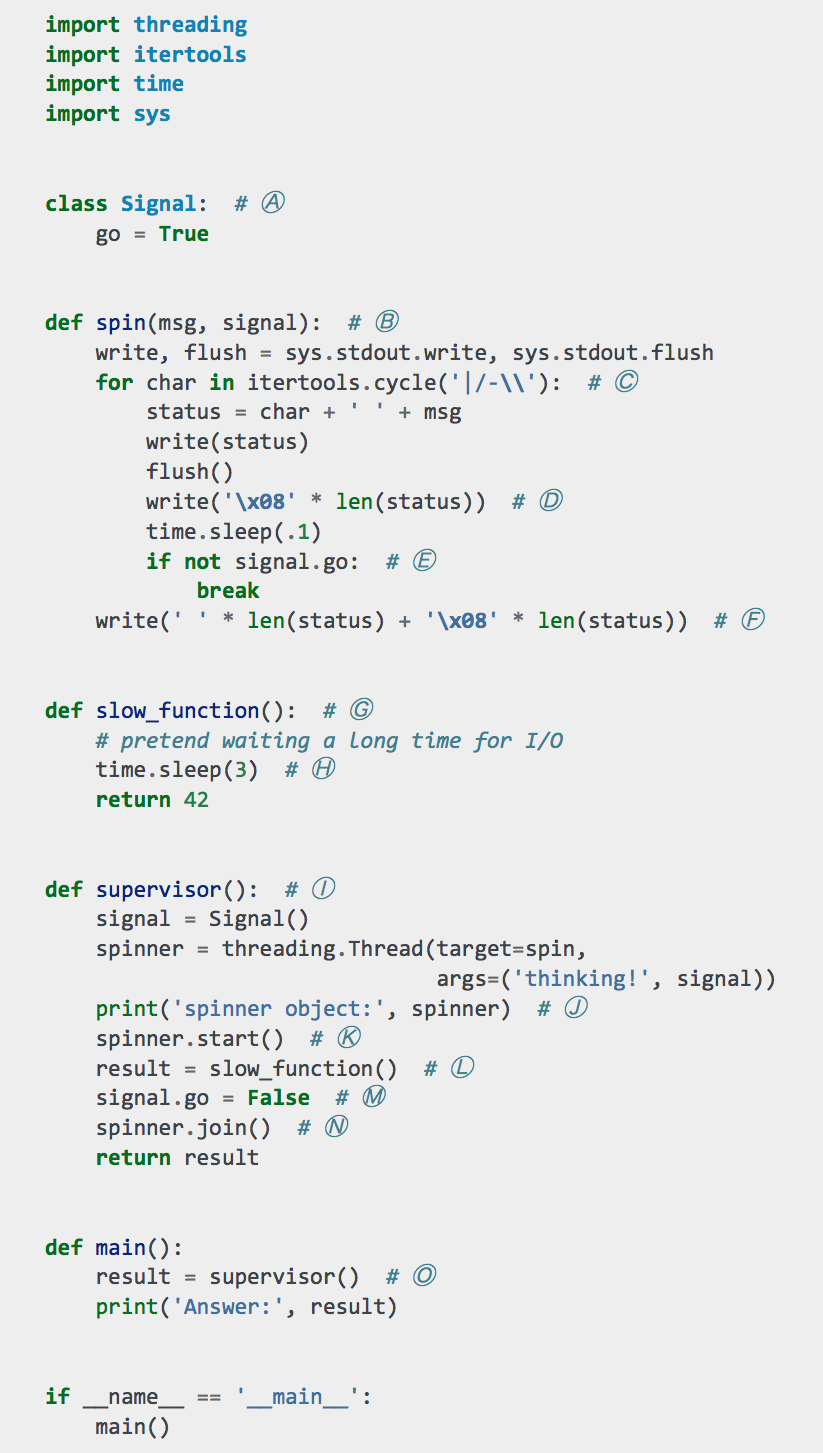 import threading
import itertools
import time
import sys
class Signal:  # Ⓐ
    go = True
def spin(msg, signal):  # Ⓑ
    write, flush = sys.stdout.write, sys.stdout.flush
    for char in itertools.cycle('|/-\\'):  # Ⓒ
        status = char + ' ' + msg
        write(status)
        flush()
        write('\x08' * len(status))  # Ⓓ
        time.sleep(.1)
        if not signal.go:  # Ⓔ
            break
    write(' ' * len(status) + '\x08' * len(status))  # Ⓕ
def slow_function():  # Ⓖ
    # pretend waiting a long time for I/O
    time.sleep(3)  # Ⓗ
    return 42
def supervisor():  # Ⓘ
    signal = Signal()
    spinner = threading.Thread(target=spin,
                               args=('thinking!', signal))
    print('spinner object:', spinner)  # Ⓙ
    spinner.start()  # Ⓚ
    result = slow_function()  # Ⓛ
    signal.go = False  # Ⓜ
    spinner.join()  # Ⓝ
    return result
def main():
    result = supervisor()  # Ⓞ
    print('Answer:', result)
if __name__ == '__main__':
    main()